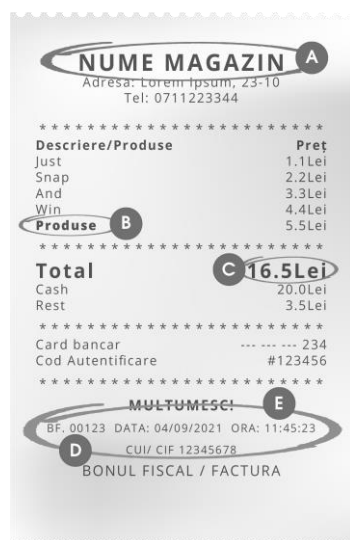 NUME MAGAZIN A
Adresa: Lorem Ipsum, 23-10
Tel: 0711223344
* * * * * * * * * * * * * * * * * * * * * * *
Descriere/Produse Preț
Just 1.1Lei
Snap 2.2Lei
And 3.3Lei
Win 4.4Lei
Produse B 5.5Lei
* * * * * * * * * * * * * * * * * * * * * * *
Total C 16.5Lei
Cash 20.0Lei
Rest 3.5Lei
* * * * * * * * * * * * * * * * * * * * * * *
Card bancar --- --- --- 234
Cod Autentificare #123456
* * * * * * * * * * * * * * * * * * * * * * *
MULTUMESC! E
BF. 00123 DATA: 04/09/2021 ORA: 11:45:23
D CUI/ CIF 12345678
BONUL FISCAL / FACTURA